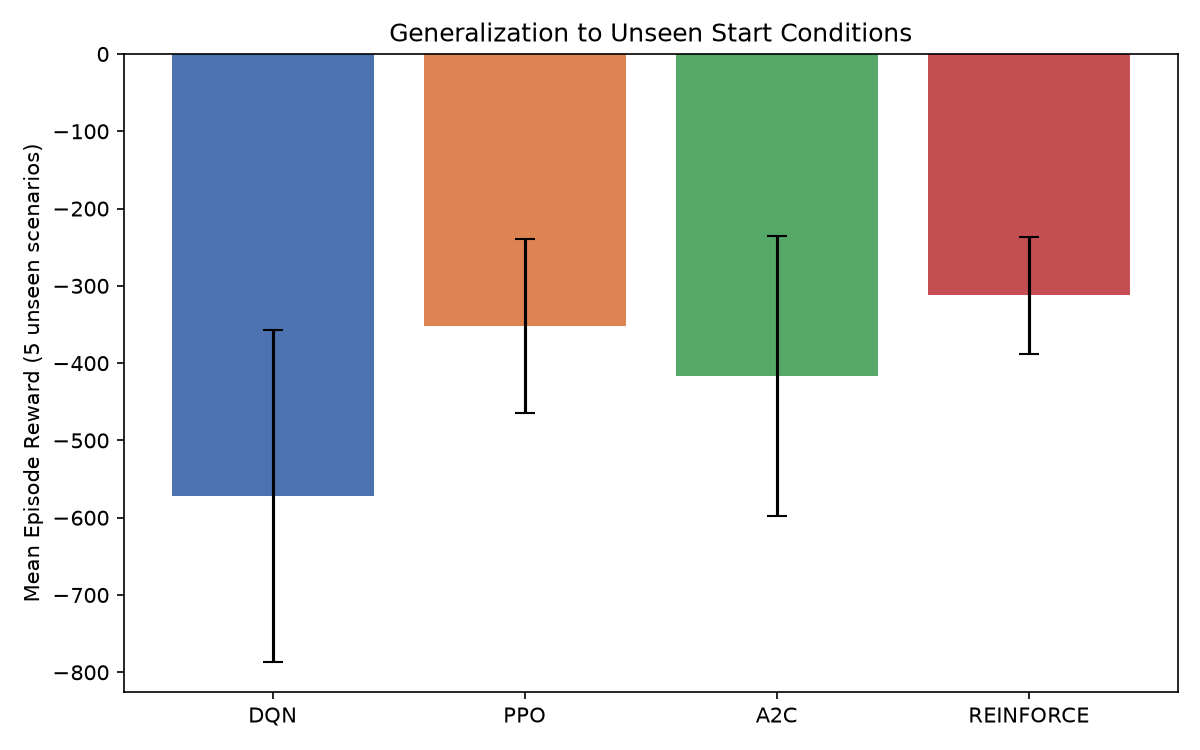 Generalization to Unseen Start Conditions
Mean Episode Reward (5 unseen scenarios)
0
−100
−200
−300
−400
−500
−600
−700
−800
DQN
PPO
A2C
REINFORCE